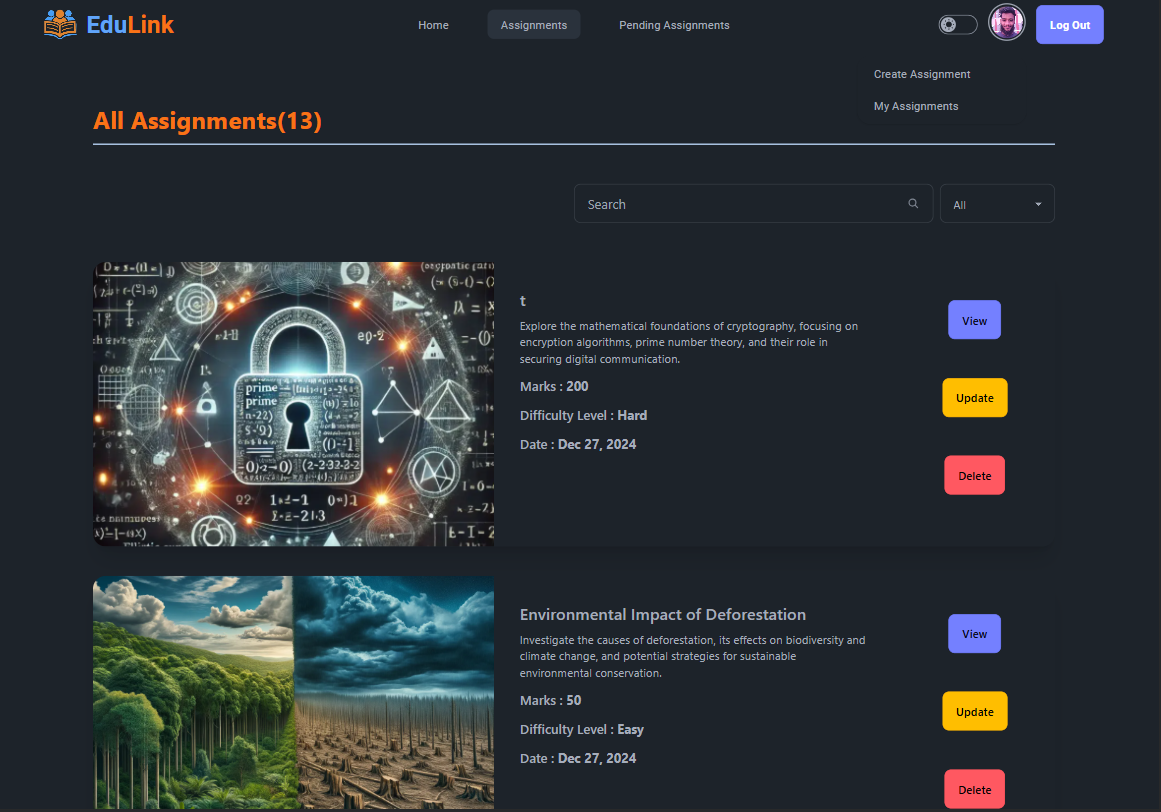 EduLink
Home
Assignments
Pending Assignments
Log Out
Create Assignment
My Assignments
All Assignments(13)
Search
All
t
Explore the mathematical foundations of cryptography, focusing on
encryption algorithms, prime number theory, and their role in
securing digital communication.
Marks : 200
Difficulty Level : Hard
Date : Dec 27, 2024
View
Update
Delete
prime
prime
Environmental Impact of Deforestation
Investigate the causes of deforestation, its effects on biodiversity and
climate change, and potential strategies for sustainable
environmental conservation.
Marks : 50
Difficulty Level : Easy
Date : Dec 27, 2024
View
Update
Delete